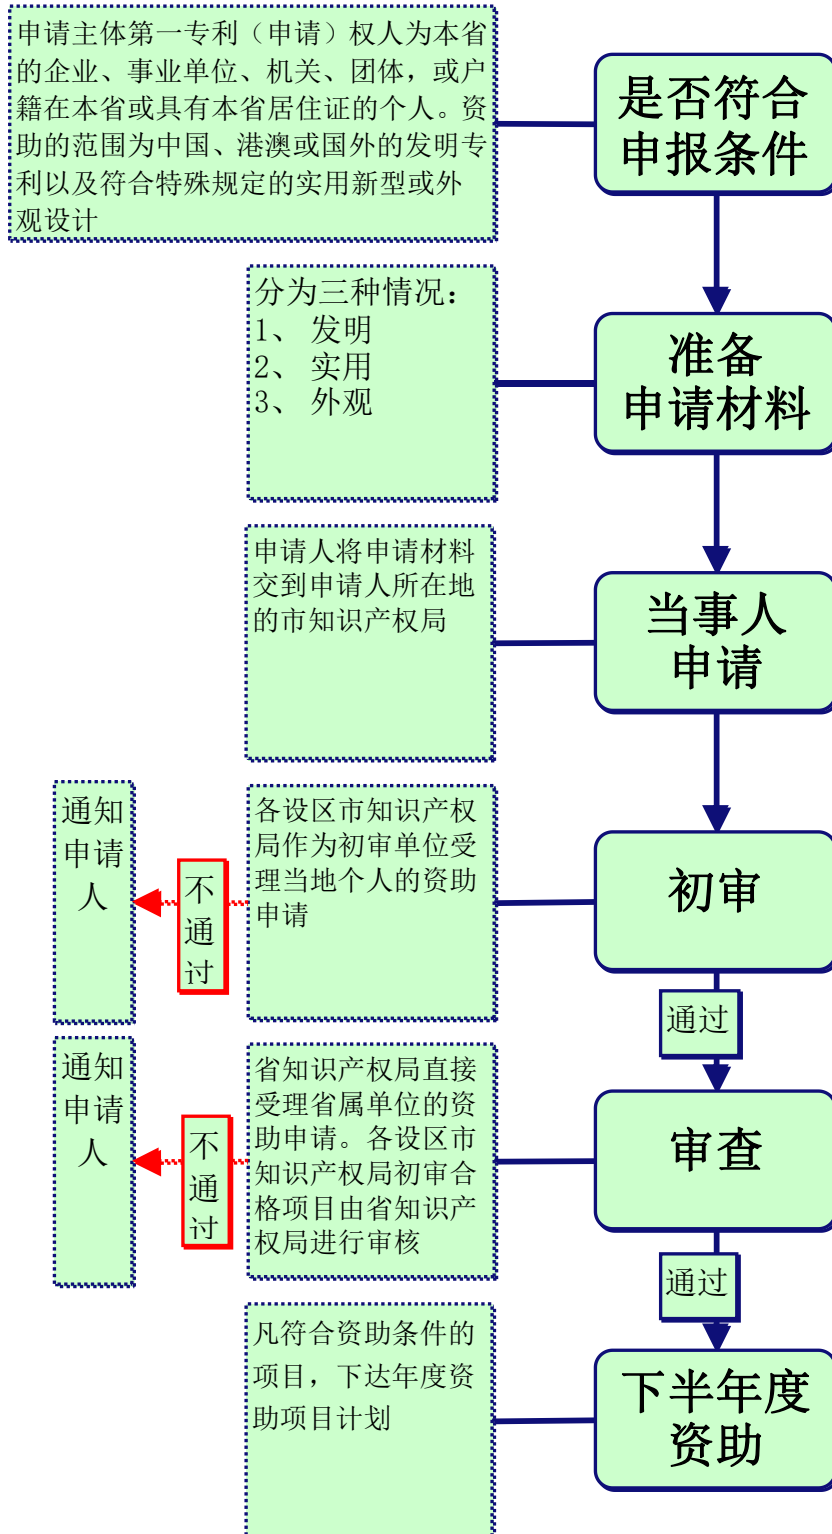 申请主体第一专利（申请）权人为本省
的企业、事业单位、机关、团体，或户
籍在本省或具有本省居住证的个人。资
助的范围为中国、港澳或国外的发明专
利以及符合特殊规定的实用新型或外
观设计
是否符合
申报条件
分为三种情况：
1、 发明
2、 实用
3、 外观
准备
申请材料
申请人将申请材料
交到申请人所在地
的市知识产权局
当事人
申请
通知
申请
人
不
通
过
各设区市知识产权
局作为初审单位受
理当地个人的资助
申请
初审
通过
通知
申请
人
不
通
过
省知识产权局直接
受理省属单位的资
助申请。各设区市
知识产权局初审合
格项目由省知识产
权局进行审核
审查
通过
凡符合资助条件的
项目，下达年度资
助项目计划
下半年度
资助